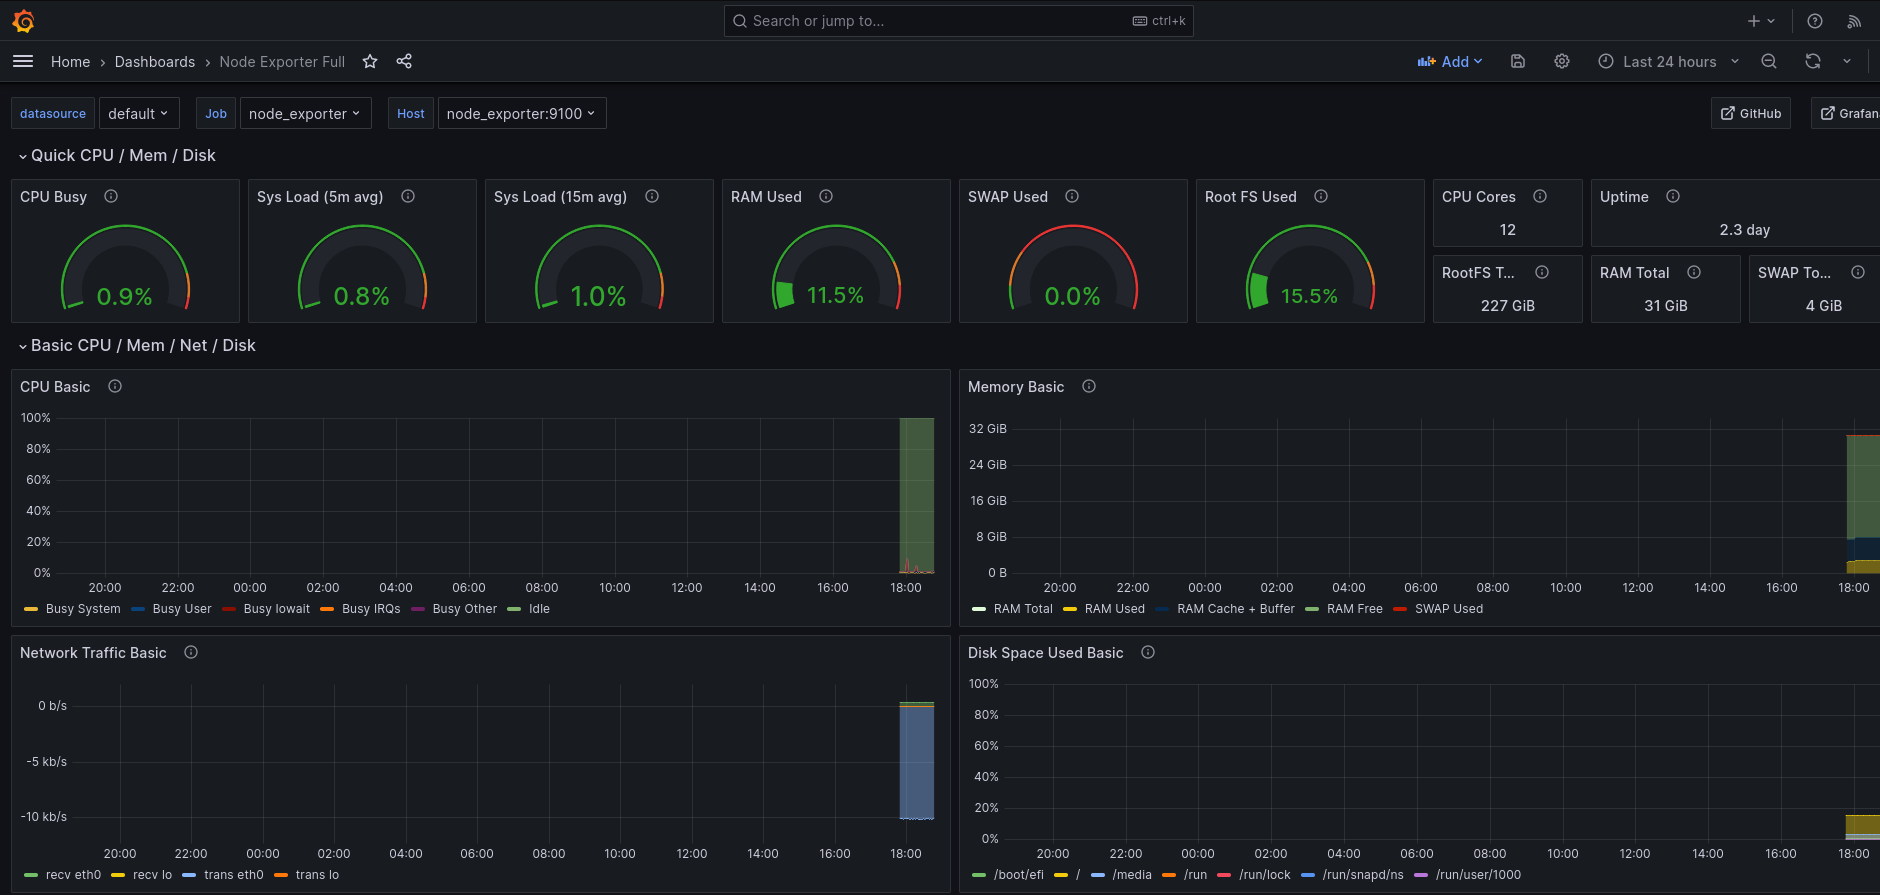 Search or jump to...
ctrl+k
Home › Dashboards › Node Exporter Full
Add
Last 24 hours
datasource default Job node_exporter Host node_exporter:9100
GitHub
Grafan
Quick CPU / Mem / Disk
CPU Busy
0.9%
Sys Load (5m avg)
0.8%
Sys Load (15m avg)
1.0%
RAM Used
11.5%
SWAP Used
0.0%
Root FS Used
15.5%
CPU Cores
12
Uptime
2.3 day
RootFS T...
227 GiB
RAM Total
31 GiB
SWAP To...
4 GiB
Basic CPU / Mem / Net / Disk
CPU Basic
100%
80%
60%
40%
20%
0%
20:00 22:00 00:00 02:00 04:00 06:00 08:00 10:00 12:00 14:00 16:00 18:00
Busy System Busy User Busy Iowait Busy IRQs Busy Other Idle
Memory Basic
32 GiB
24 GiB
16 GiB
8 GiB
0 B
20:00 22:00 00:00 02:00 04:00 06:00 08:00 10:00 12:00 14:00 16:00 18:00
RAM Total RAM Used RAM Cache + Buffer RAM Free SWAP Used
Network Traffic Basic
0 b/s
-5 kb/s
-10 kb/s
20:00 22:00 00:00 02:00 04:00 06:00 08:00 10:00 12:00 14:00 16:00 18:00
recv eth0 recv lo trans eth0 trans lo
Disk Space Used Basic
100%
80%
60%
40%
20%
0%
20:00 22:00 00:00 02:00 04:00 06:00 08:00 10:00 12:00 14:00 16:00 18:00
/boot/efi / /media /run /run/lock /run/snapd/ns /run/user/1000